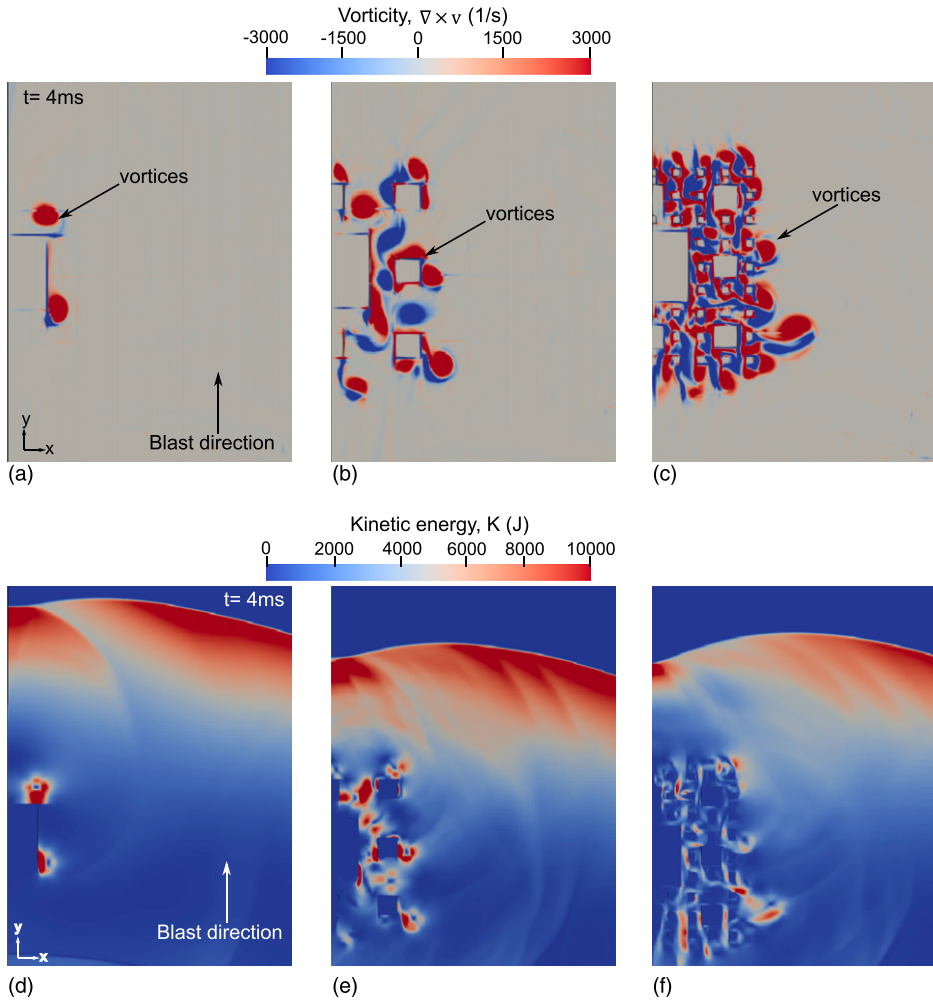 Vorticity, ∇ × v (1/s)
-3000 -1500 0 1500 3000
t= 4ms
vortices
vortices
vortices
y
x
Blast direction
(a) (b) (c)
Kinetic energy, K (J)
0 2000 4000 6000 8000 10000
t= 4ms
y
x
Blast direction
(d) (e) (f)